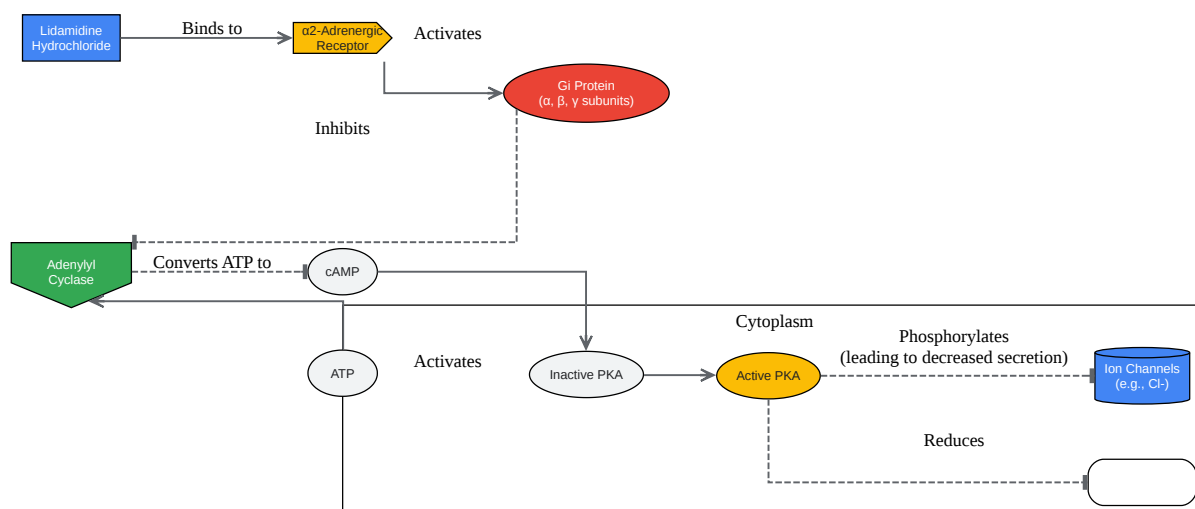 Lidamidine
Hydrochloride
Binds to
α2-Adrenergic
Receptor
Activates
Gi Protein
(α, β, γ subunits)
Inhibits
Adenylyl
Cyclase
Converts ATP to
cAMP
Cytoplasm
ATP
Activates
Inactive PKA
Active PKA
Phosphorylates
(leading to decreased secretion)
Ion Channels
(e.g., Cl-)
Reduces